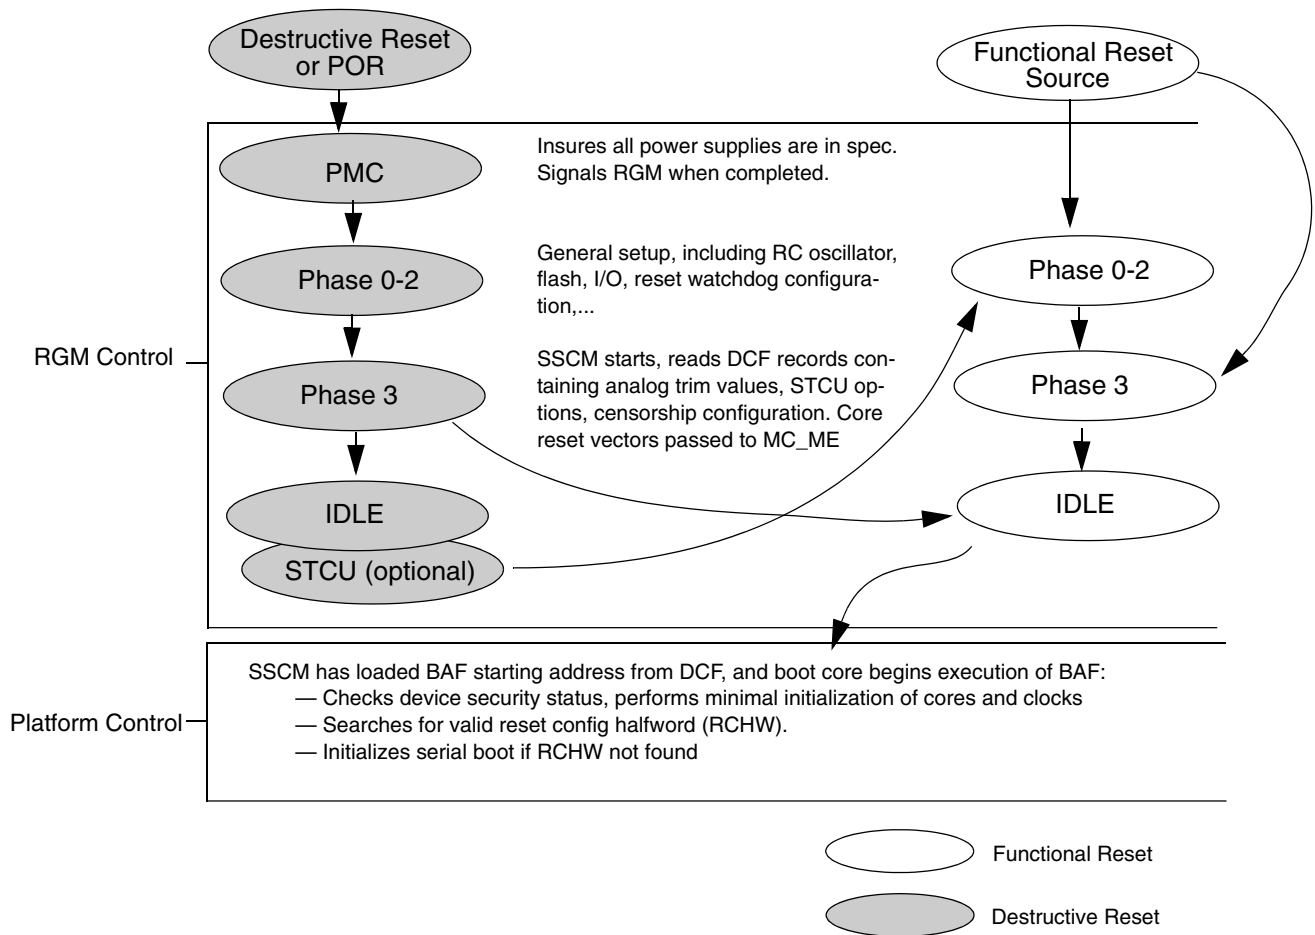 Destructive Reset
or POR
Functional Reset
Source
PMC
Insures all power supplies are in spec.
Signals RGM when completed.
Phase 0-2
General setup, including RC oscillator,
flash, I/O, reset watchdog configura-
tion,...
Phase 0-2
RGM Control
Phase 3
SSCM starts, reads DCF records con-
taining analog trim values, STCU op-
tions, censorship configuration. Core
reset vectors passed to MC_ME
Phase 3
IDLE
IDLE
STCU (optional)
Platform Control
SSCM has loaded BAF starting address from DCF, and boot core begins execution of BAF:
— Checks device security status, performs minimal initialization of cores and clocks
— Searches for valid reset config halfword (RCHW).
— Initializes serial boot if RCHW not found
Functional Reset
Destructive Reset